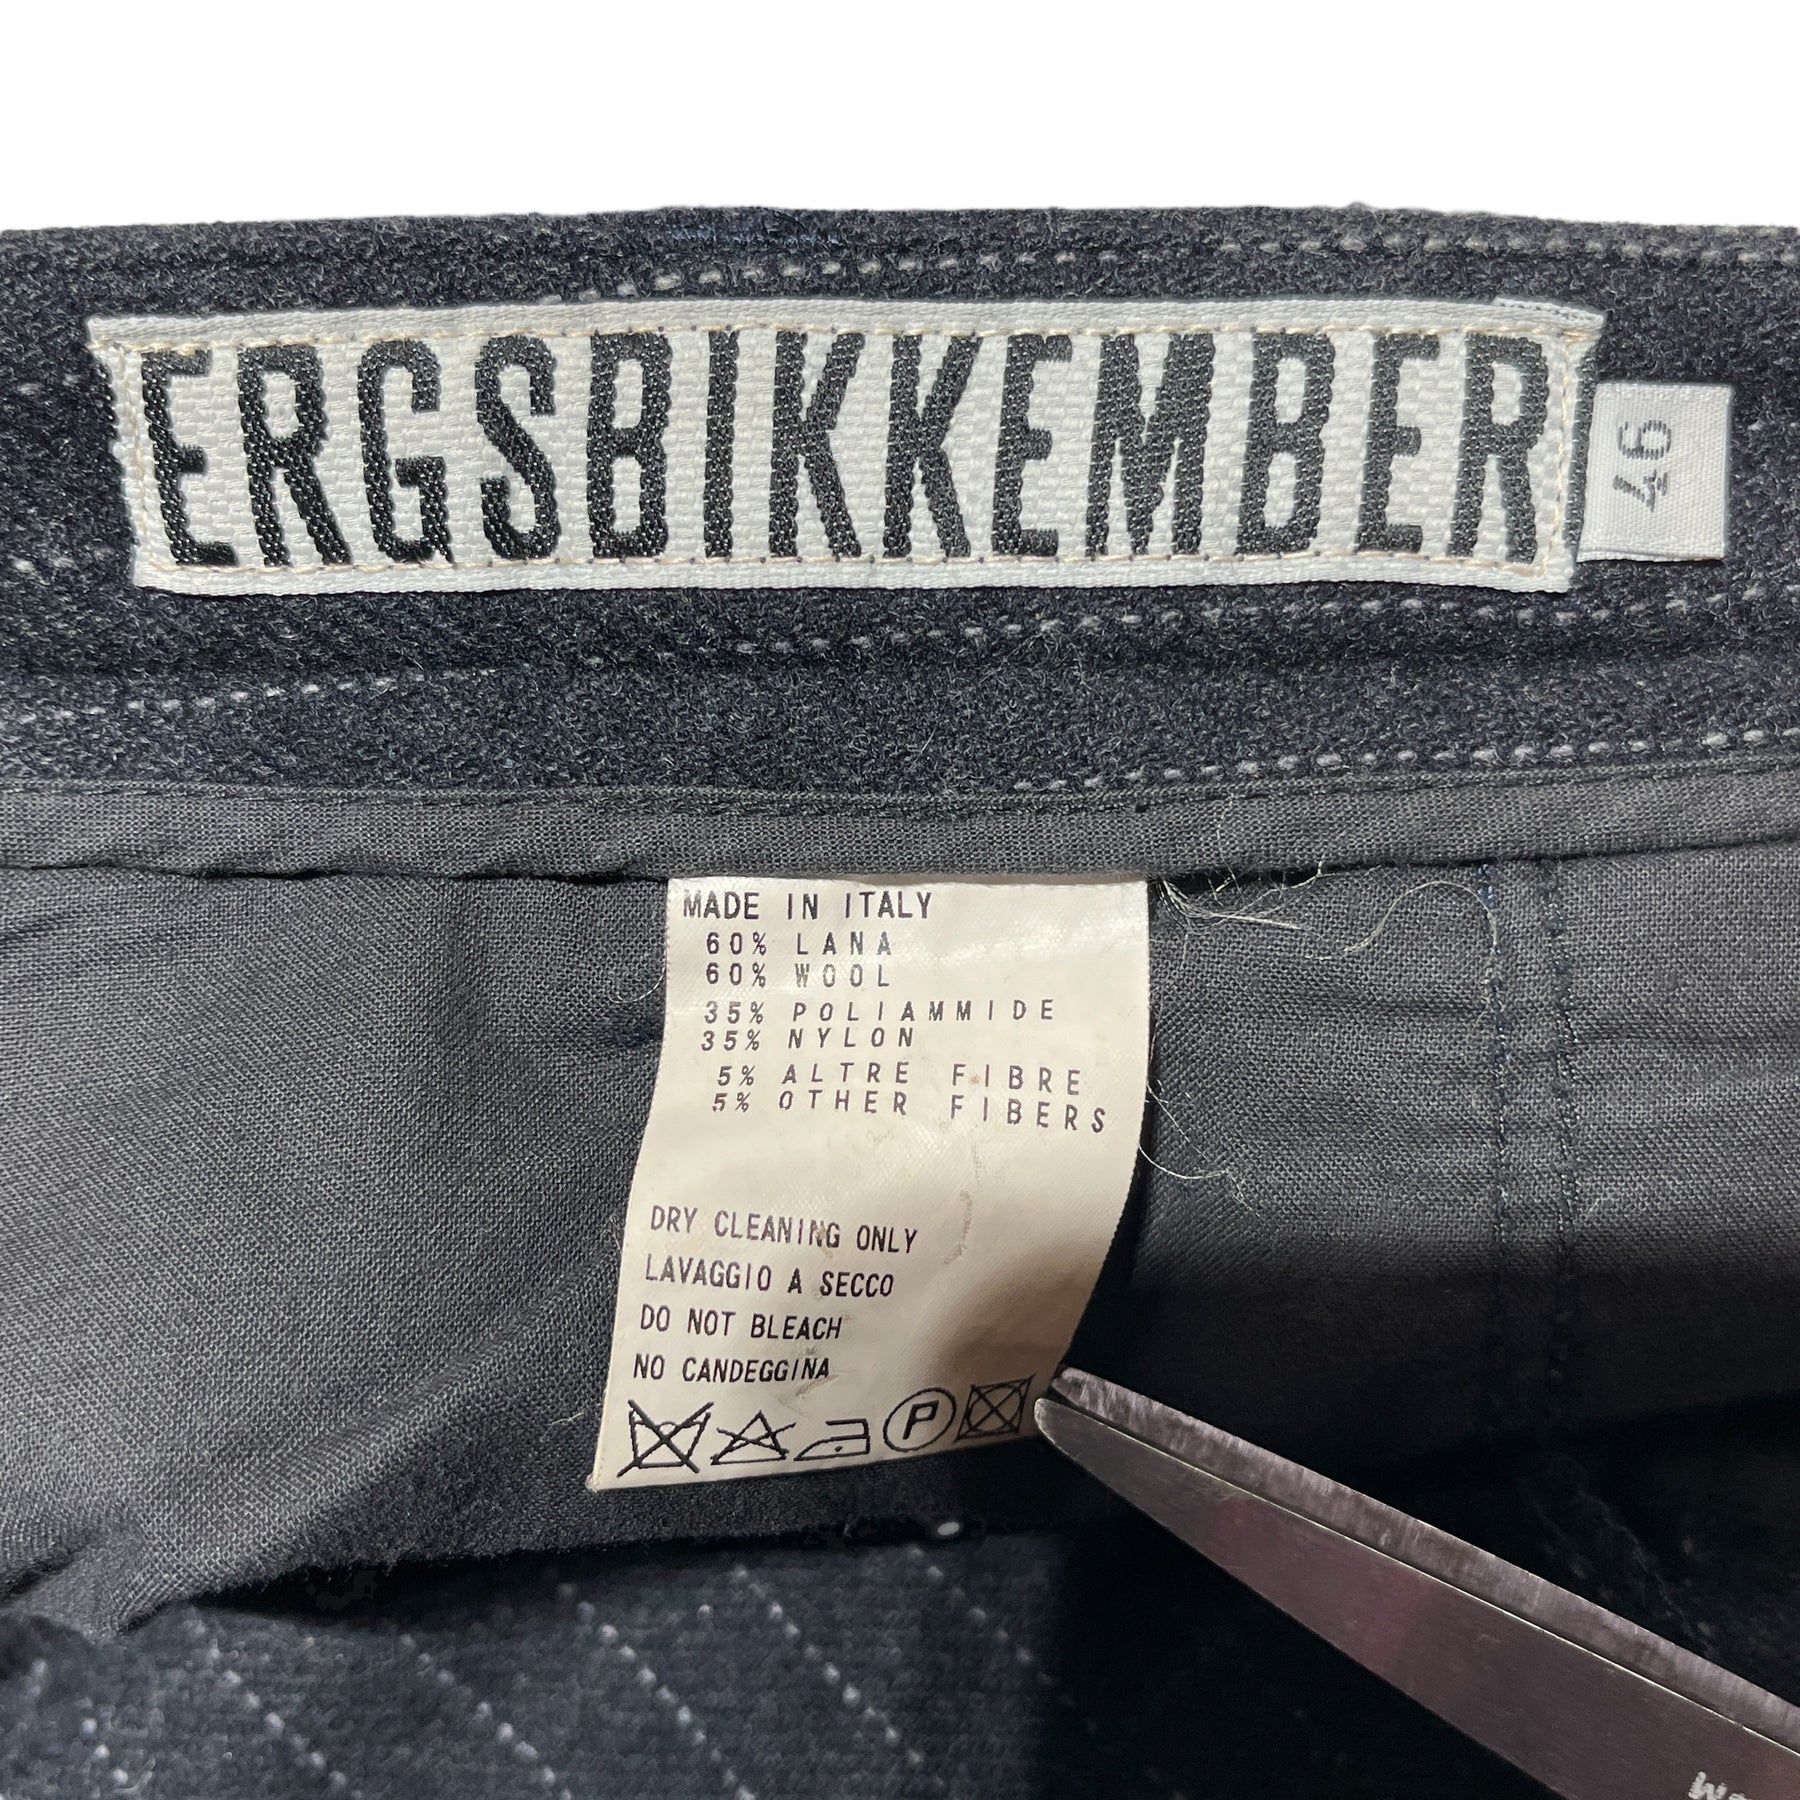 ERGSBIKKEMBER
46
MADE IN ITALY
60% LANA
60% WOOL
35% POLIAMMIDE
35% NYLON
5% ALTRE FIBRE
5% OTHER FIBERS
DRY CLEANING ONLY
LAVAGGIO A SECCO
DO NOT BLEACH
NO CANDEGGINA
P